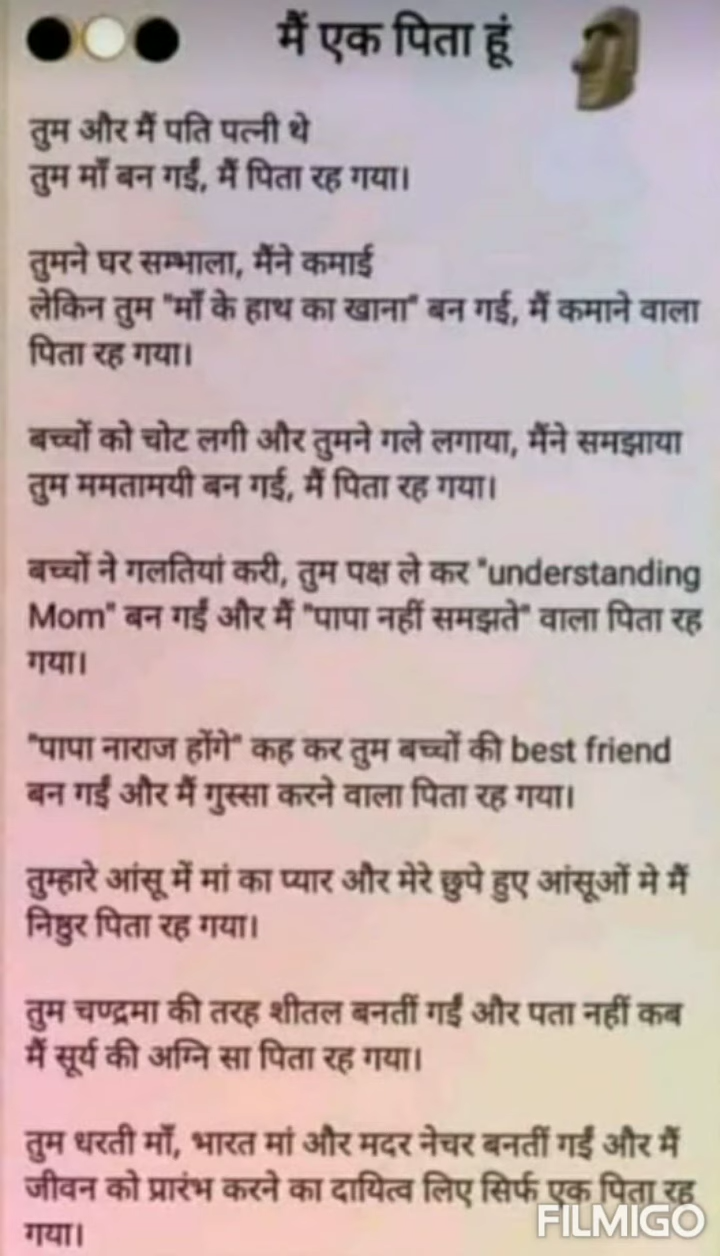 मैं एक पिता हूं
तुम और मैं पति पत्नी थे
तुम माँ बन गईं, मैं पिता रह गया।
तुमने घर सम्भाला, मैंने कमाई
लेकिन तुम "माँ के हाथ का खाना" बन गई, मैं कमाने वाला
पिता रह गया।
बच्चों को चोट लगी और तुमने गले लगाया, मैंने समझाया
तुम ममतामयी बन गई, मैं पिता रह गया।
बच्चों ने गलतियां करी, तुम पक्ष ले कर "understanding
Mom" बन गईं और मैं "पापा नहीं समझते" वाला पिता रह
गया।
"पापा नाराज होंगे" कह कर तुम बच्चों की best friend
बन गईं और मैं गुस्सा करने वाला पिता रह गया।
तुम्हारे आंसू में मां का प्यार और मेरे छुपे हुए आंसूओं मे मैं
निष्ठुर पिता रह गया।
तुम चण्द्रमा की तरह शीतल बनतीं गईं और पता नहीं कब
मैं सूर्य की अग्नि सा पिता रह गया।
तुम धरती माँ, भारत मां और मदर नेचर बनतीं गईं और मैं
जीवन को प्रारंभ करने का दायित्व लिए सिर्फ एक पिता रह
गया।
FILMIGO